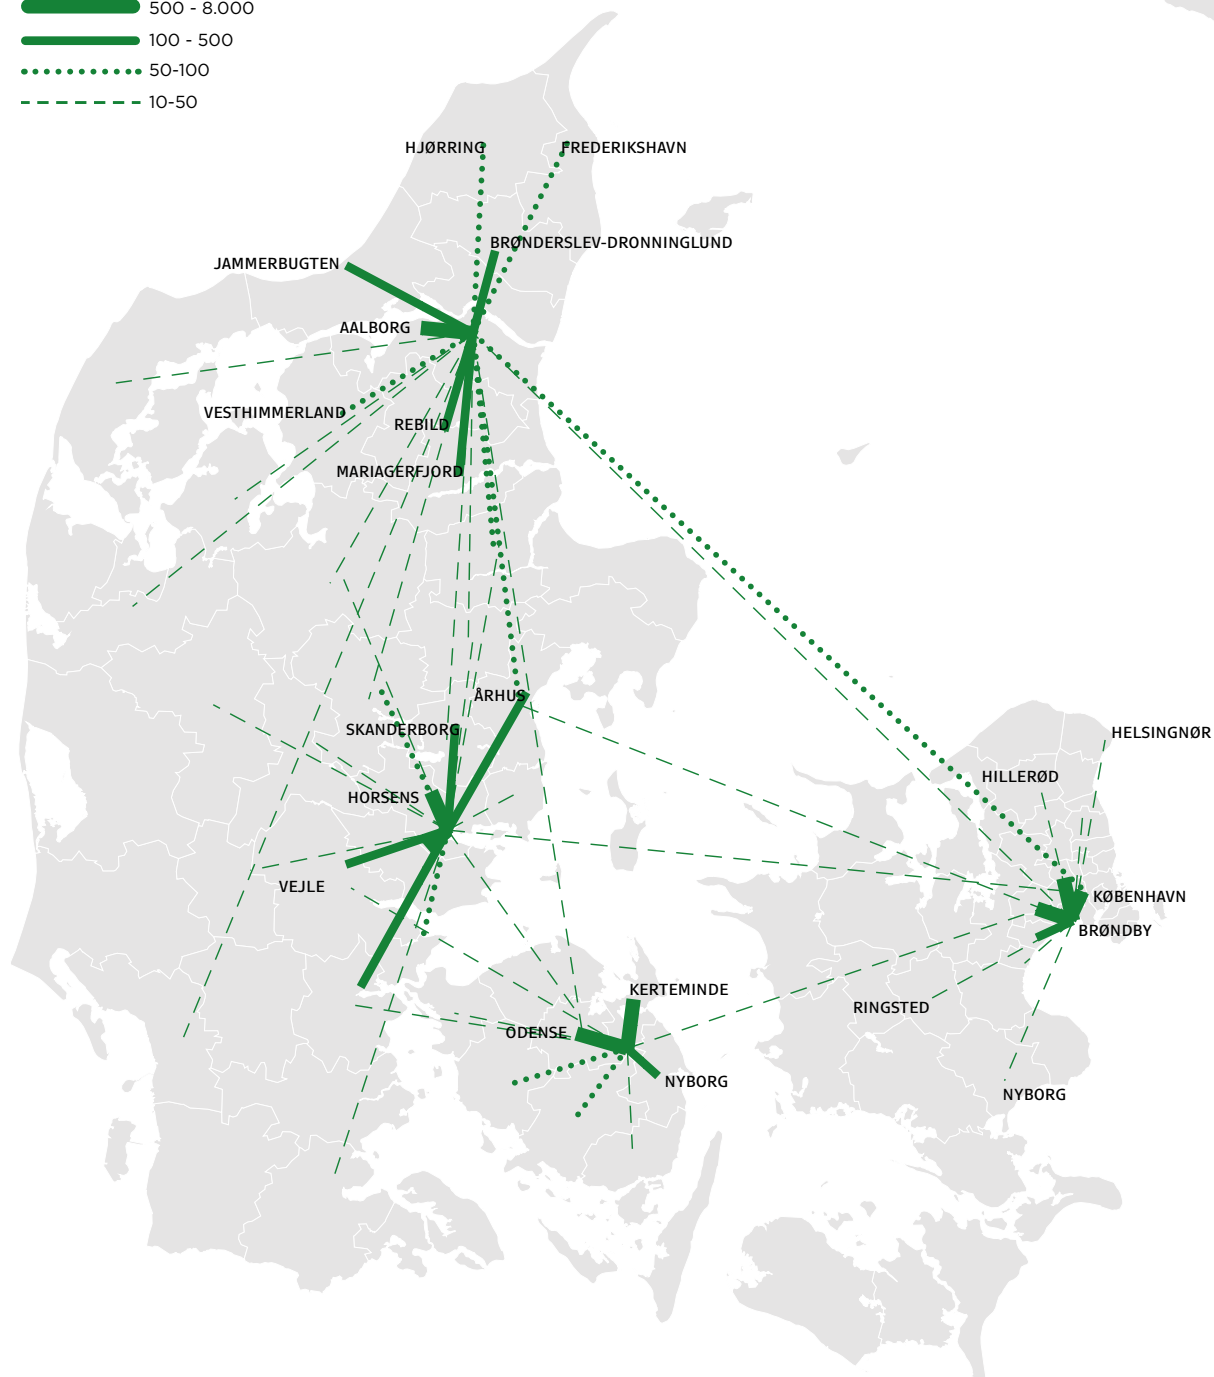 500 - 8.000
100 - 500
50-100
10-50
HJØRRING
FREDERIKSHAVN
BRØNDERSLEV-DRONNINGLUND
JAMMERBUGTEN
AALBORG
VESTHIMMERLAND
REBILD
MARIAGERFJORD
ÅRHUS
SKANDERBORG
HELSINGNØR
HILLERØD
HORSENS
VEJLE
KØBENHAVN
BRØNDBY
KERTEMINDE
RINGSTED
ODENSE
NYBORG
NYBORG